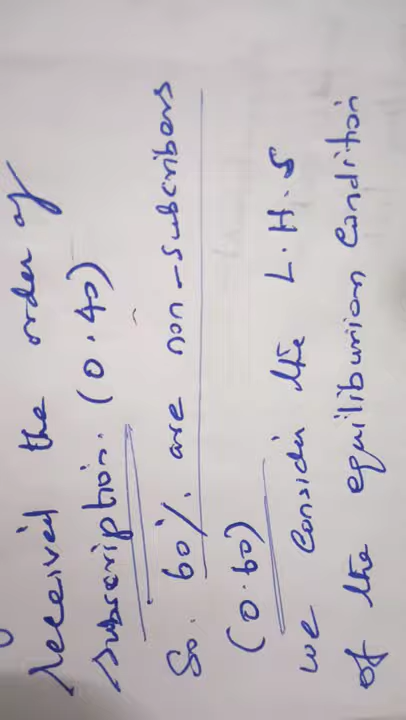 received the order of
subscription. (0.40)
So. 60% are non-subscribers
(0.60)
we consider the L.H.S
of the equiliburion condition